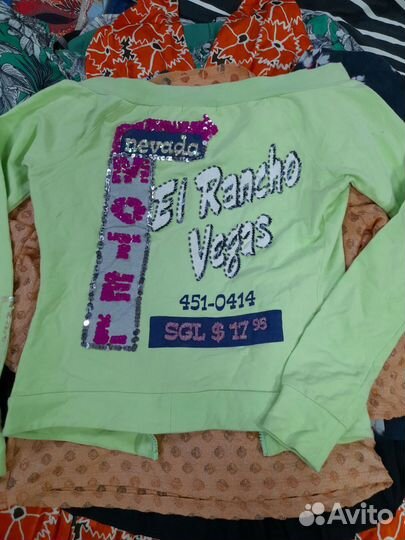 nevada
MOTEL
El Rancho
Vegas
451-0414
SGL $ 17 95
Avito